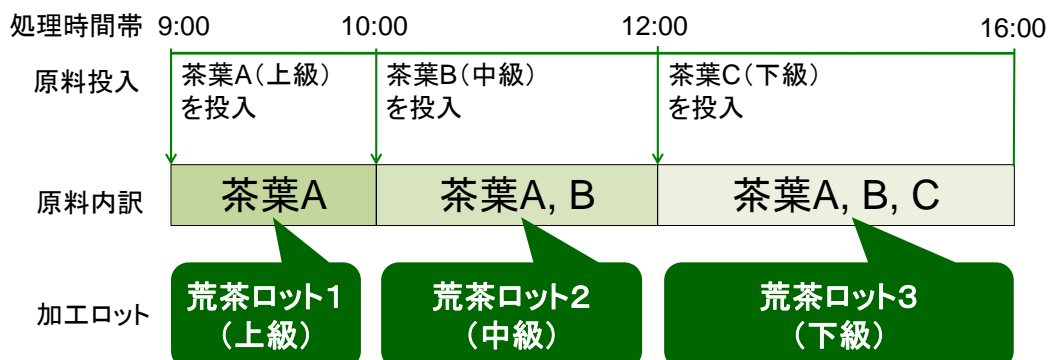 処理時間帯 9:00 10:00 12:00 16:00
原料投入
茶葉A(上級)
を投入
茶葉B(中級)
を投入
茶葉C(下級)
を投入
原料内訳
茶葉A 茶葉A, B 茶葉A, B, C
加工ロット
荒茶ロット1
(上級)
荒茶ロット2
(中級)
荒茶ロット3
(下級)